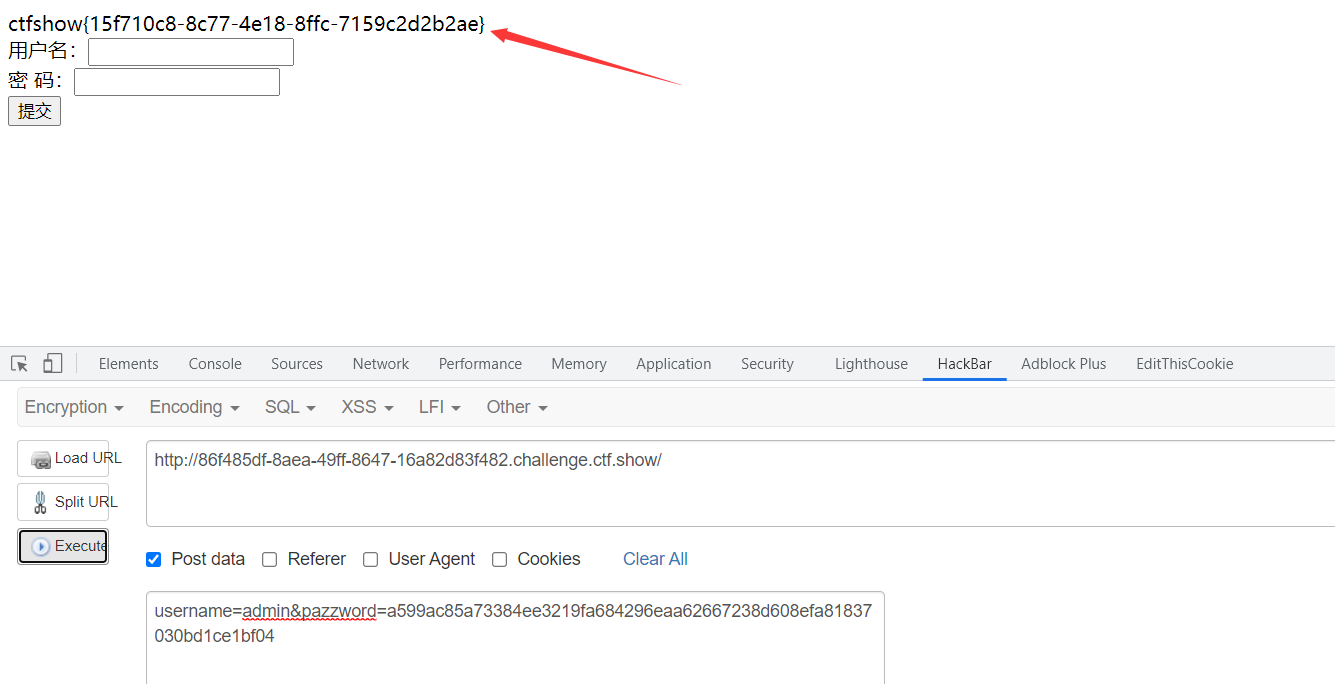 ctfshow{15f710c8-8c77-4e18-8ffc-7159c2d2b2ae}
用户名：
密 码：
提交
Elements Console Sources Network Performance Memory Application Security Lighthouse HackBar Adblock Plus EditThisCookie
Encryption Encoding SQL XSS LFI Other
Load URL
http://86f485df-8aea-49ff-8647-16a82d83f482.challenge.ctf.show/
Split URL
Execute
Post data Referer User Agent Cookies Clear All
username=admin&pazzword=a599ac85a73384ee3219fa684296eaa62667238d608efa81837
030bd1ce1bf04